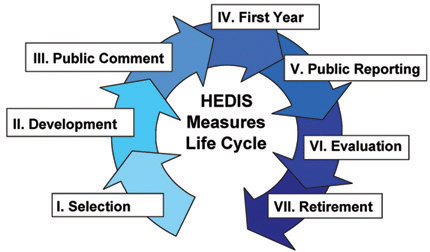 IV. First Year
III. Public Comment
V. Public Reporting
HEDIS
Measures
Life Cycle
II. Development
VI. Evaluation
I. Selection
VII. Retirement